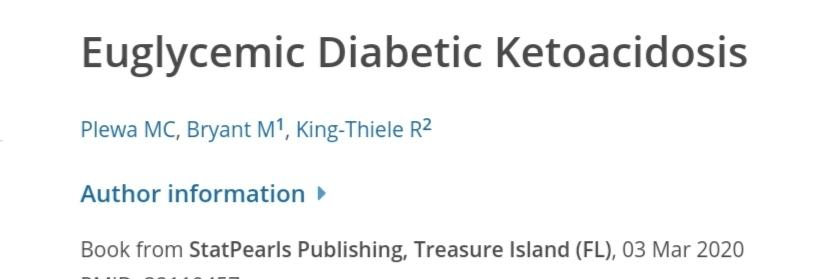 Euglycemic Diabetic Ketoacidosis
Plewa MC, Bryant M¹, King-Thiele R²
Author information
Book from StatPearls Publishing, Treasure Island (FL), 03 Mar 2020